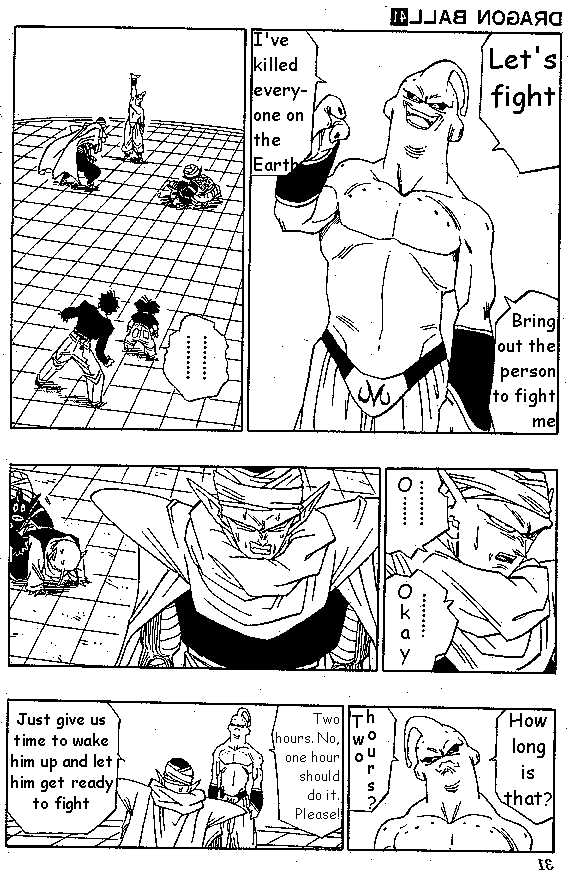 DRAGON BALL 41
......
I've
killed
every-
one on
the
Earth
Let's
fight
Bring
out the
person
to fight
me
O......
......Okay
Just give us
time to wake
him up and let
him get ready
to fight
Two
hours. No,
one hour
should
do it.
Please!
Two
hours?
How
long
is
that?
31